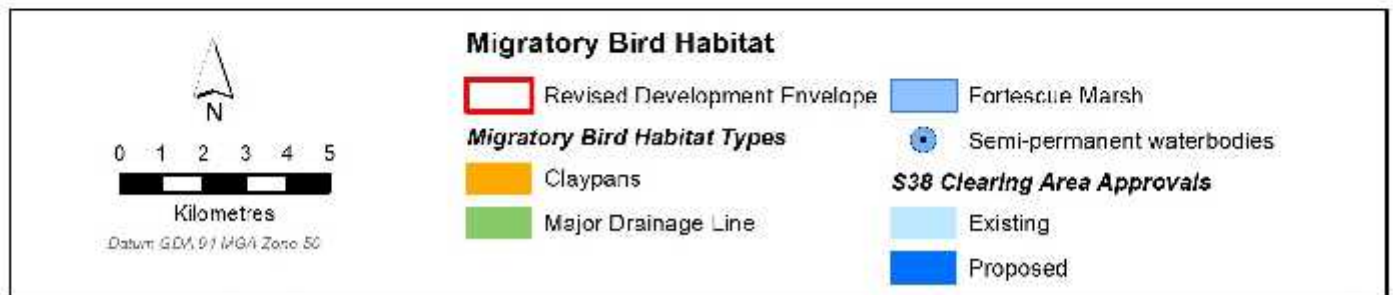 N
0 1 2 3 4 5
Kilometres
Datum GDA 94 MGA Zone 50
Migratory Bird Habitat
Revised Development Envelope
Migratory Bird Habitat Types
Claypans
Major Drainage Line
Fortescue Marsh
Semi-permanent waterbodies
S38 Clearing Area Approvals
Existing
Proposed